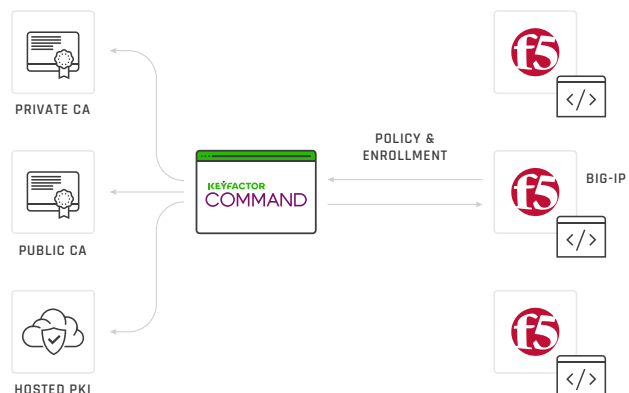 PRIVATE CA
PUBLIC CA
HOSTED PKI
KEYFACTOR
COMMAND
POLICY &
ENROLLMENT
f5
</>
f5
BIG-IP
</>
f5
</>